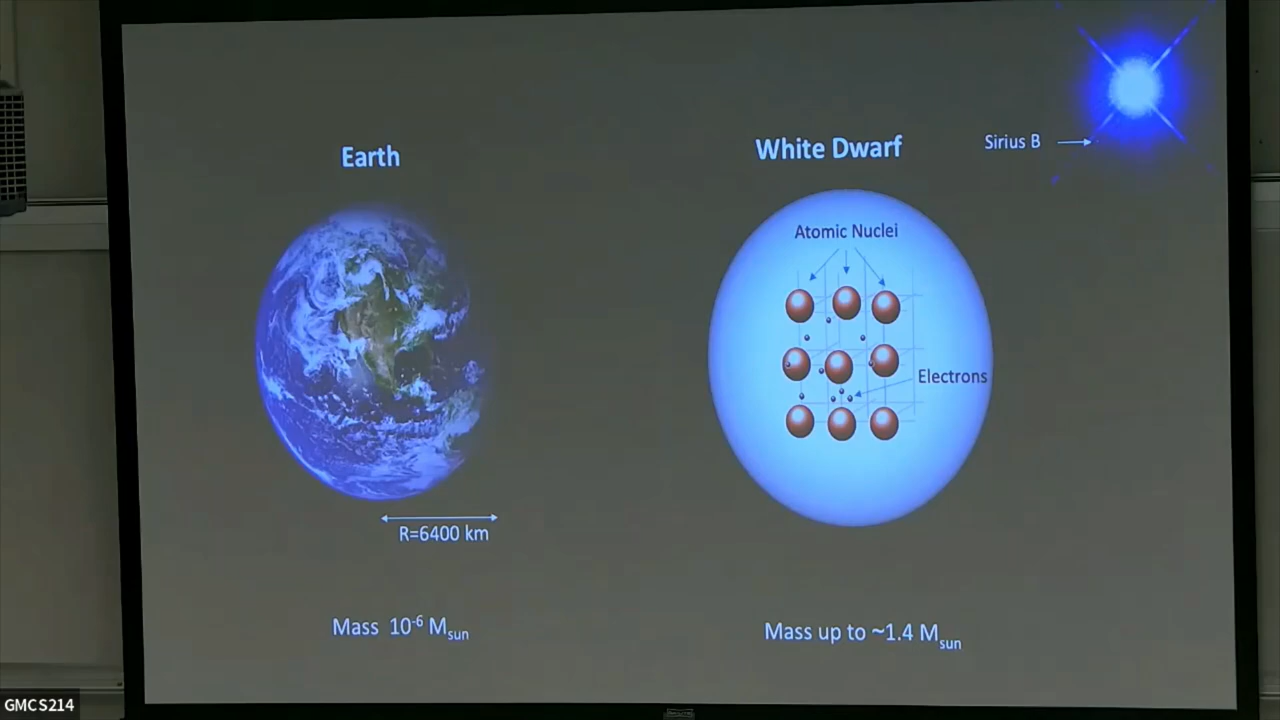 Earth
White Dwarf
Sirius B
Atomic Nuclei
Electrons
R=6400 km
Mass 10⁻⁶ Msun
Mass up to ~1.4 Msun
GMCS214